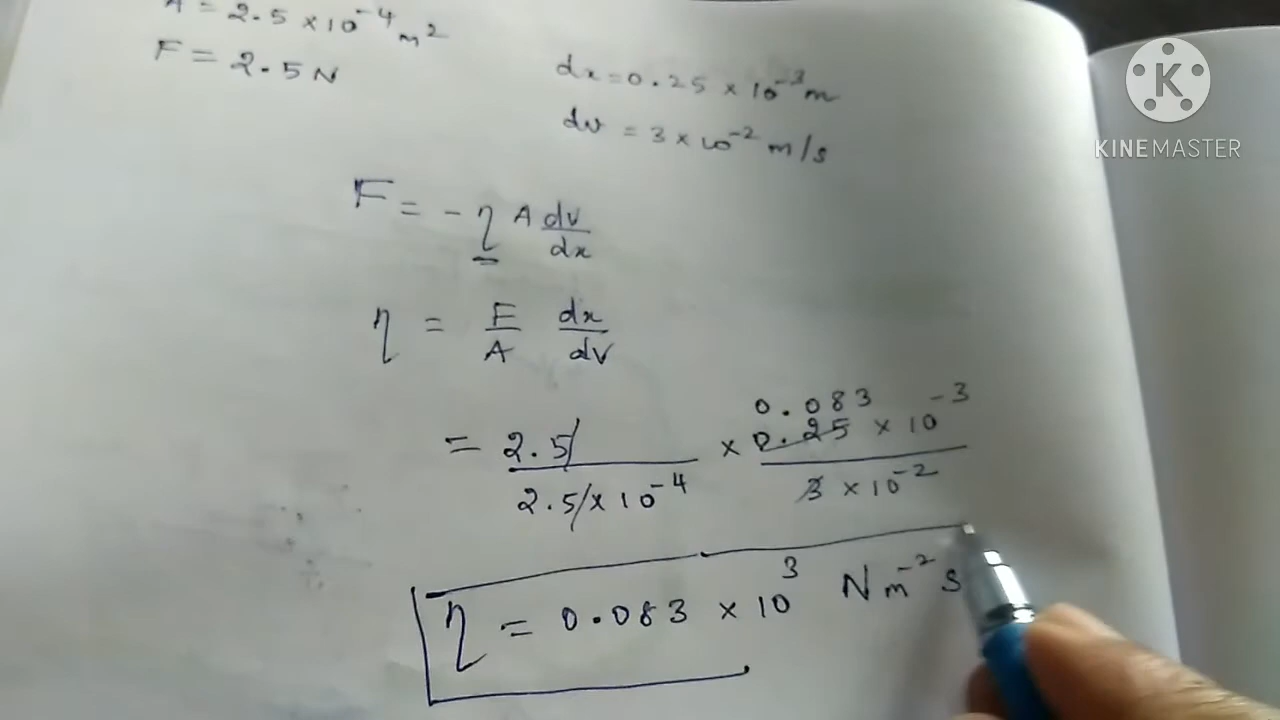 A = 2.5 × 10⁻⁴ m²
F = 2.5 N
dx = 0.25 × 10⁻³ m
dv = 3 × 10⁻² m/s
F = - η A dv/dx
η = F/A dx/dv
= 2.5/2.5 × 10⁻⁴ × 0.083 0.25 × 10⁻³/3 × 10⁻²
η = 0.083 × 10³ N m⁻² s
K
KINEMASTER